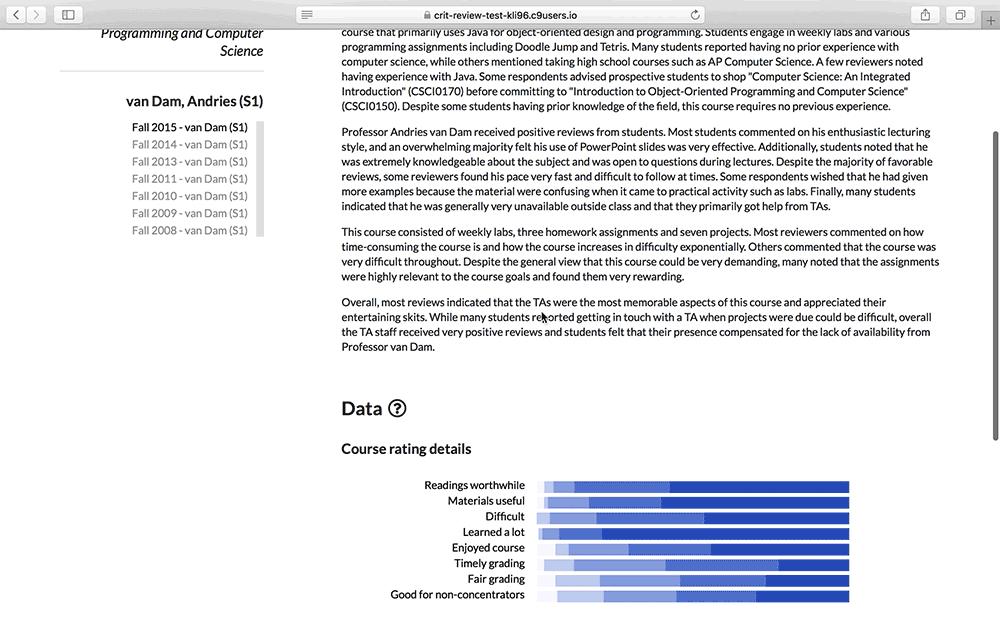 crit-review-test-kli96.c9users.io
Programming and Computer
Science
van Dam, Andries (S1)
Fall 2015 - van Dam (S1)
Fall 2014 - van Dam (S1)
Fall 2013 - van Dam (S1)
Fall 2011 - van Dam (S1)
Fall 2010 - van Dam (S1)
Fall 2009 - van Dam (S1)
Fall 2008 - van Dam (S1)
course that primarily uses Java for object-oriented design and programming. Students engage in weekly labs and various
programming assignments including Doodle Jump and Tetris. Many students reported having no prior experience with
computer science, while others mentioned taking high school courses such as AP Computer Science. A few reviewers noted
having experience with Java. Some respondents advised prospective students to shop "Computer Science: An Integrated
Introduction" (CSCI0170) before committing to "Introduction to Object-Oriented Programming and Computer Science"
(CSCI0150). Despite some students having prior knowledge of the field, this course requires no previous experience.
Professor Andries van Dam received positive reviews from students. Most students commented on his enthusiastic lecturing
style, and an overwhelming majority felt his use of PowerPoint slides was very effective. Additionally, students noted that he
was extremely knowledgeable about the subject and was open to questions during lectures. Despite the majority of favorable
reviews, some reviewers found his pace very fast and difficult to follow at times. Some respondents wished that he had given
more examples because the material were confusing when it came to practical activity such as labs. Finally, many students
indicated that he was generally very unavailable outside class and that they primarily got help from TAs.
This course consisted of weekly labs, three homework assignments and seven projects. Most reviewers commented on how
time-consuming the course is and how the course increases in difficulty exponentially. Others commented that the course was
very difficult throughout. Despite the general view that this course could be very demanding, many noted that the assignments
were highly relevant to the course goals and found them very rewarding.
Overall, most reviews indicated that the TAs were the most memorable aspects of this course and appreciated their
entertaining skits. While many students reported getting in touch with a TA when projects were due could be difficult, overall
the TA staff received very positive reviews and students felt that their presence compensated for the lack of availability from
Professor van Dam.
Data ?
Course rating details
Readings worthwhile
Materials useful
Difficult
Learned a lot
Enjoyed course
Timely grading
Fair grading
Good for non-concentrators